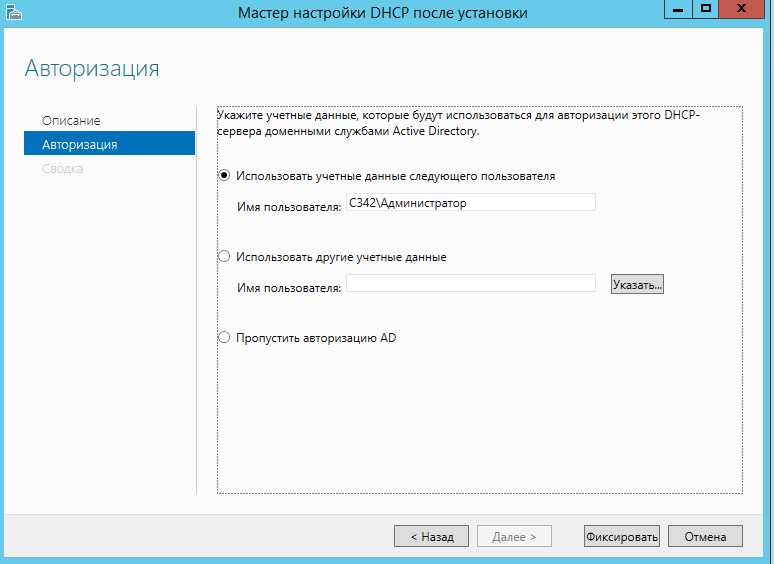 Мастер настройки DHCP после установки
Авторизация
Описание
Авторизация
Сводка
Укажите учетные данные, которые будут использоваться для авторизации этого DHCP-
сервера доменными службами Active Directory.
Использовать учетные данные следующего пользователя
Имя пользователя: C342\Администратор
Использовать другие учетные данные
Имя пользователя: Указать...
Пропустить авторизацию AD
< Назад Далее > Фиксировать Отмена